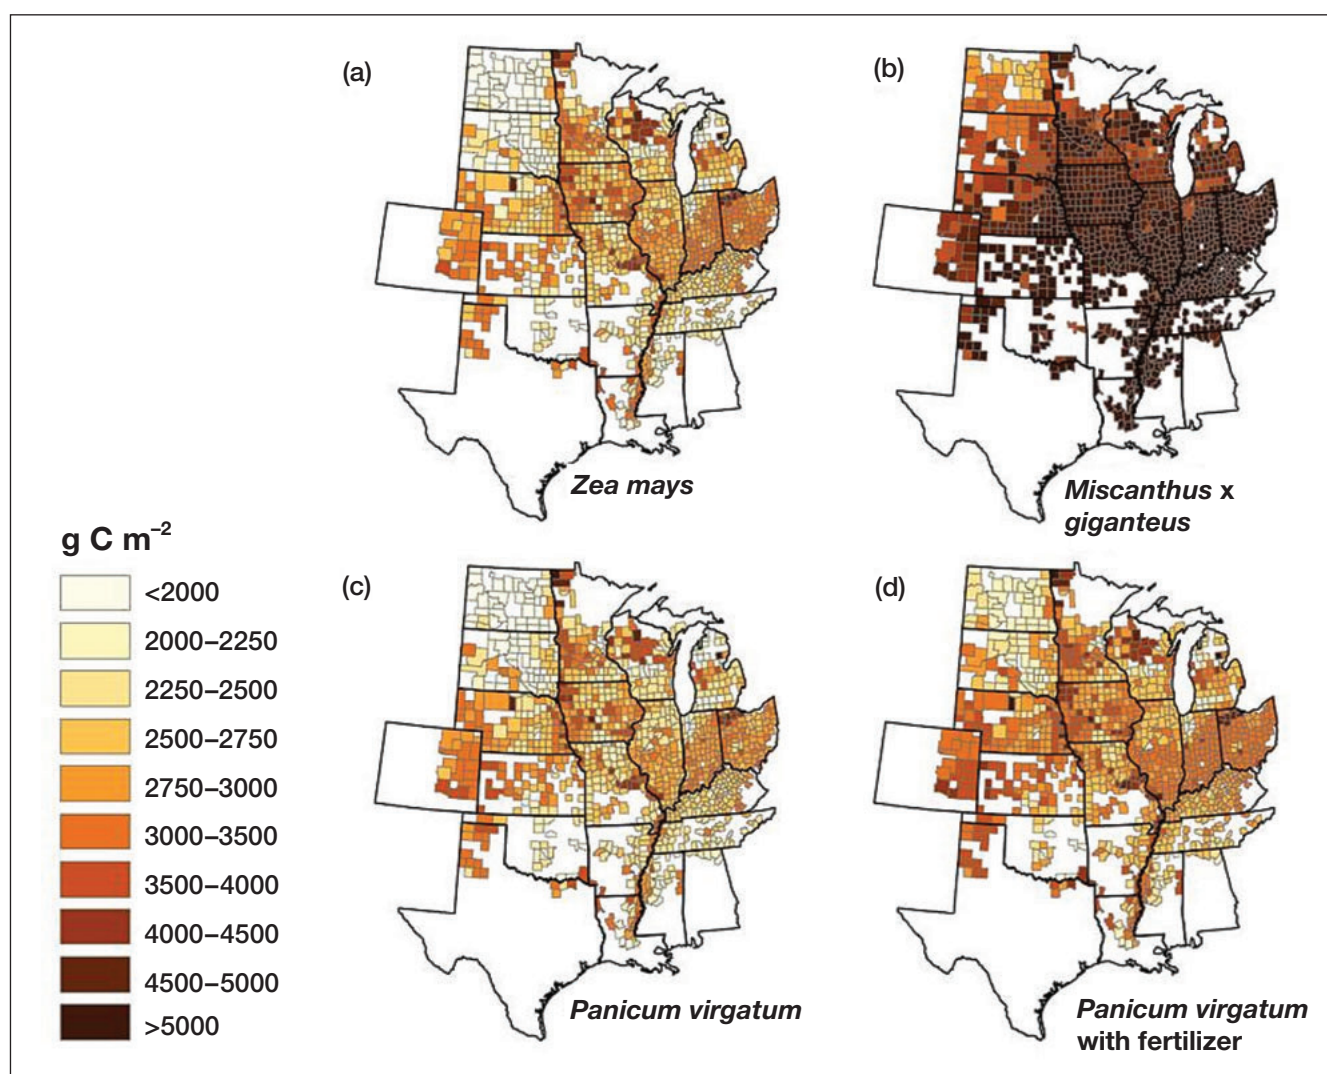 (a)
(b)
Zea mays
Miscanthus x
giganteus
g C m⁻²
<2000
2000–2250
2250–2500
2500–2750
2750–3000
3000–3500
3500–4000
4000–4500
4500–5000
>5000
(c)
(d)
Panicum virgatum
Panicum virgatum
with fertilizer